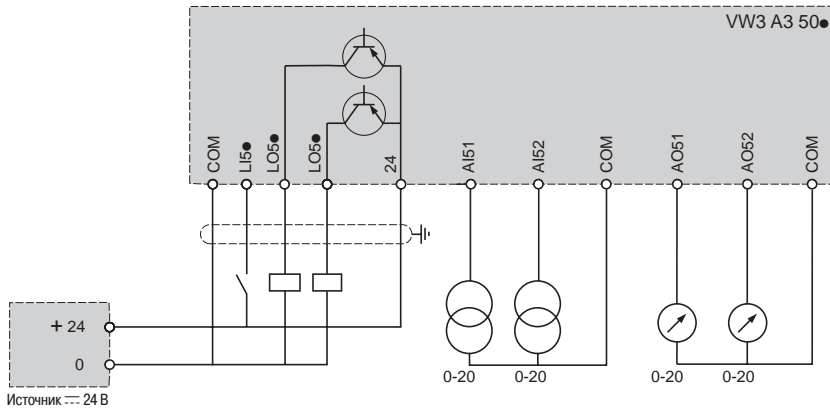 VW3 A3 50●
COM
LI5●
LO5●
LO5●
24
AI51
AI52
COM
AO51
AO52
COM
+ 24
0
0-20
0-20
0-20
0-20
Источник ⎓ 24 В